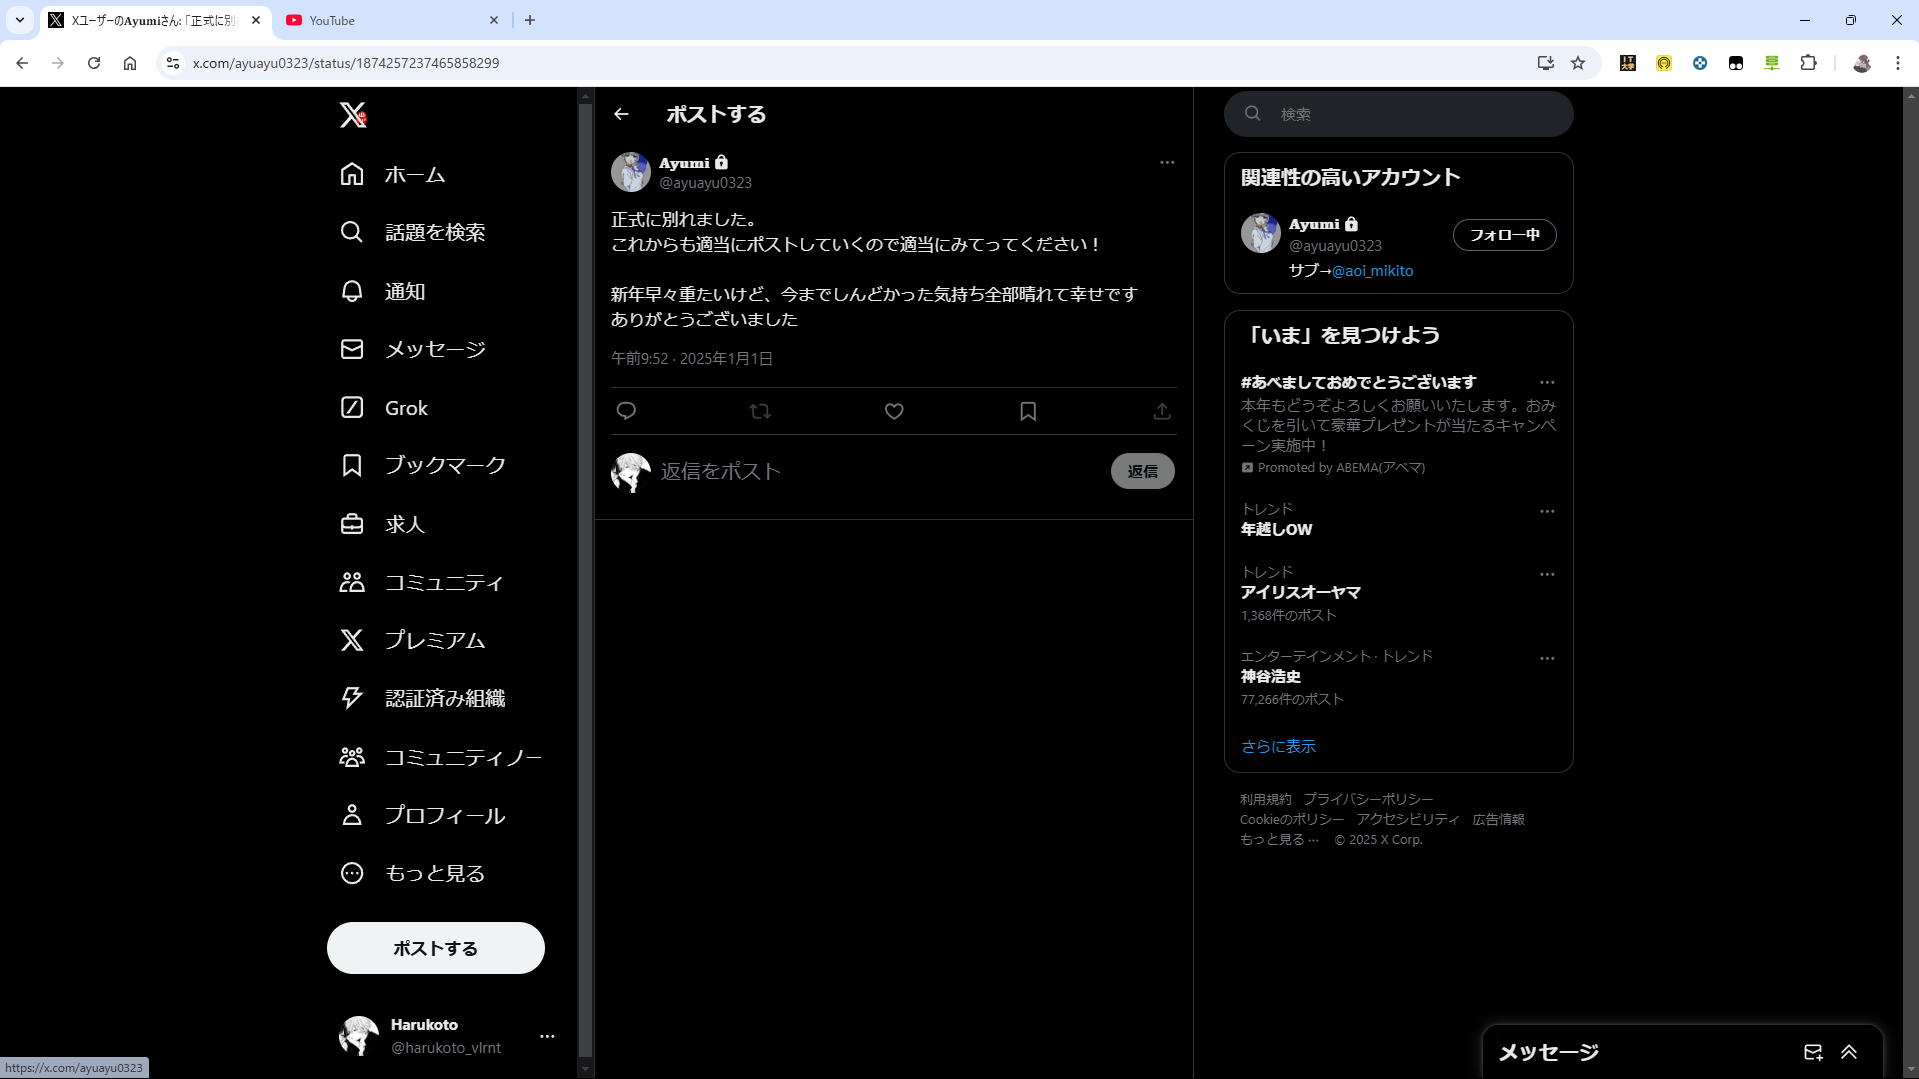 XユーザーのAyumiさん:「正式に別
YouTube
x.com/ayuayu0323/status/1874257237465858299
ホーム
話題を検索
通知
メッセージ
Grok
ブックマーク
求人
コミュニティ
プレミアム
認証済み組織
コミュニティノー
プロフィール
もっと見る
ポストする
Harukoto
@harukoto_vlrnt
https://x.com/ayuayu0323
ポストする
Ayumi
@ayuayu0323
正式に別れました。
これからも適当にポストしていくので適当にみてってください！
新年早々重たいけど、今までしんどかった気持ち全部晴れて幸せです
ありがとうございました
午前9:52 · 2025年1月1日
返信をポスト
返信
検索
関連性の高いアカウント
Ayumi
@ayuayu0323
フォロー中
サブ→@aoi_mikito
「いま」を見つけよう
#あべましておめでとうございます
本年もどうぞよろしくお願いいたします。おみ
くじを引いて豪華プレゼントが当たるキャンペ
ーン実施中！
Promoted by ABEMA(アベマ)
トレンド
年越しOW
トレンド
アイリスオーヤマ
1,368件のポスト
エンターテインメント · トレンド
神谷浩史
77,266件のポスト
さらに表示
利用規約 プライバシーポリシー
Cookieのポリシー アクセシビリティ 広告情報
もっと見る ··· © 2025 X Corp.
メッセージ